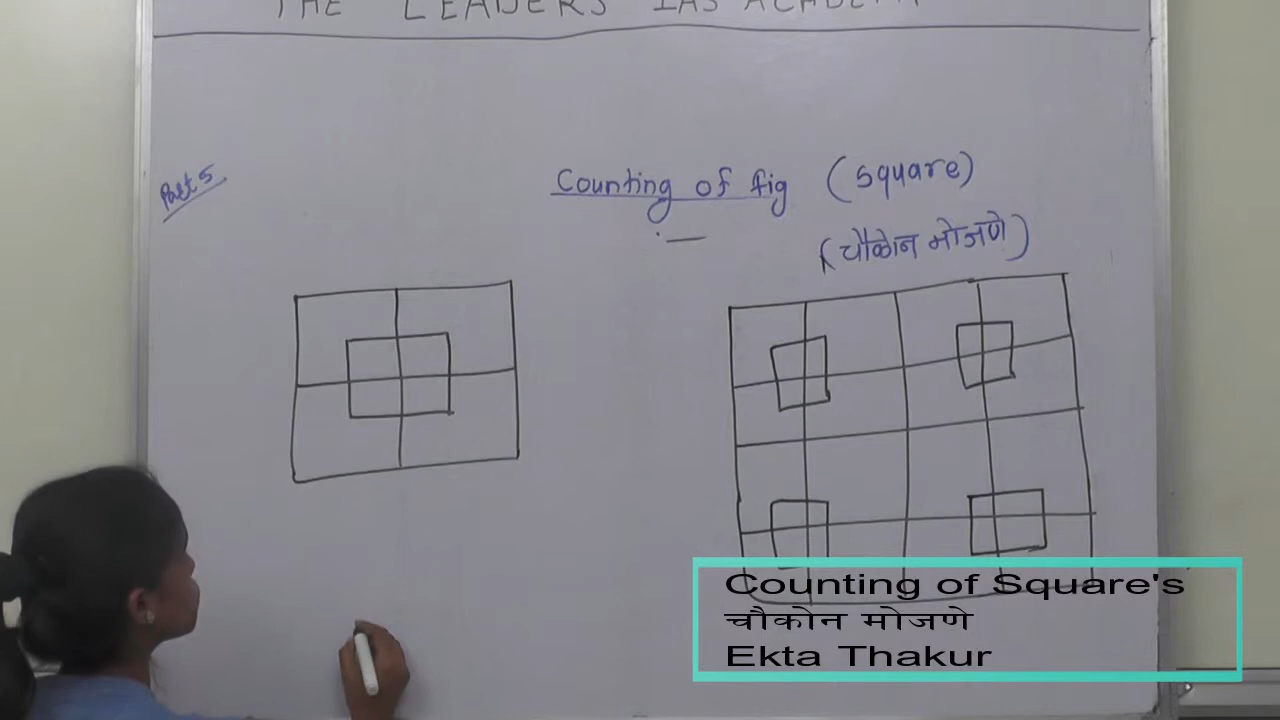 THE LEADERS IAS ACADEMY
Part 5
Counting of fig (square)
(चौकोन मोजणे)
Counting of Square's
चौकोन मोजणे
Ekta Thakur